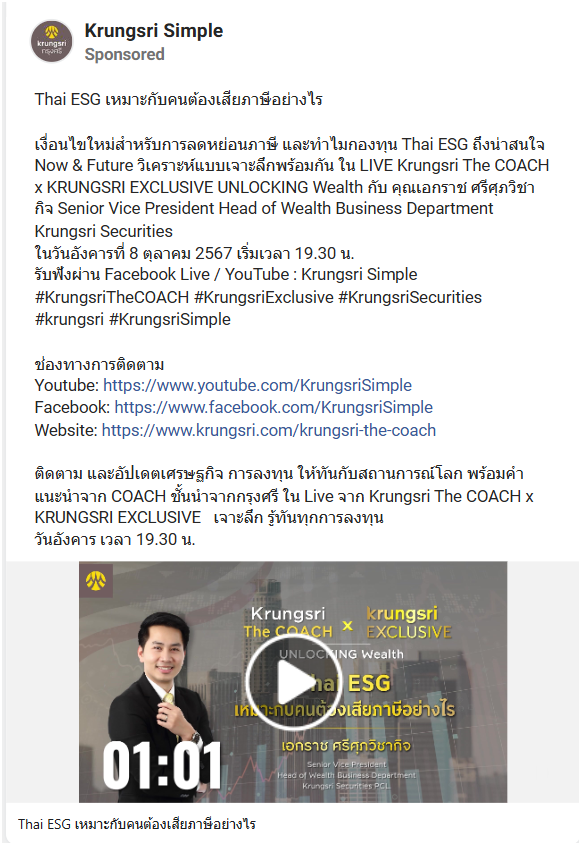 krungsri
กรุงศรี
Krungsri Simple
Sponsored
Thai ESG เหมาะกับคนต้องเสียภาษีอย่างไร
เงื่อนไขใหม่สำหรับการลดหย่อนภาษี และทำไมกองทุน Thai ESG ถึงน่าสนใจ
Now & Future วิเคราะห์แบบเจาะลึกพร้อมกัน ใน LIVE Krungsri The COACH
x KRUNGSRI EXCLUSIVE UNLOCKING Wealth กับ คุณเอกราช ศรีศุภวิชา
กิจ Senior Vice President Head of Wealth Business Department
Krungsri Securities
ในวันอังคารที่ 8 ตุลาคม 2567 เริ่มเวลา 19.30 น.
รับฟังผ่าน Facebook Live / YouTube : Krungsri Simple
#KrungsriTheCOACH #KrungsriExclusive #KrungsriSecurities
#krungsri #KrungsriSimple
ช่องทางการติดตาม
Youtube: https://www.youtube.com/KrungsriSimple
Facebook: https://www.facebook.com/KrungsriSimple
Website: https://www.krungsri.com/krungsri-the-coach
ติดตาม และอัปเดตเศรษฐกิจ การลงทุน ให้ทันกับสถานการณ์โลก พร้อมคำ
แนะนำจาก COACH ชั้นนำจากกรุงศรี ใน Live จาก Krungsri The COACH x
KRUNGSRI EXCLUSIVE เจาะลึก รู้ทันทุกการลงทุน
วันอังคาร เวลา 19.30 น.
Krungsri The COACH x krungsri EXCLUSIVE
UNLOCKING Wealth
Thai ESG
เหมาะกับคนต้องเสียภาษีอย่างไร
เอกราช ศรีศุภวิชากิจ
Senior Vice President
Head of Wealth Business Department
Krungsri Securities PCL.
01:01
Thai ESG เหมาะกับคนต้องเสียภาษีอย่างไร